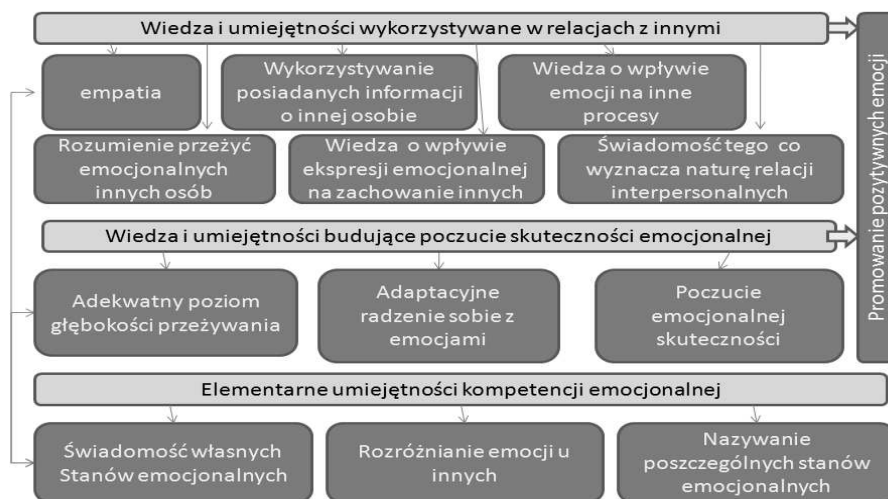 Wiedza i umiejętności wykorzystywane w relacjach z innymi
empatia
Wykorzystywanie
posiadanych informacji
o innej osobie
Wiedza o wpływie
emocji na inne
procesy
Rozumienie przeżyć
emocjonalnych
innych osób
Wiedza o wpływie
ekspresji emocjonalnej
na zachowanie innych
Świadomość tego co
wyznacza naturę relacji
interpersonalnych
Wiedza i umiejętności budujące poczucie skuteczności emocjonalnej
Adekwatny poziom
głębokości przeżywania
Adaptacyjne
radzenie sobie z
emocjami
Poczucie
emocjonalnej
skuteczności
Elementarne umiejętności kompetencji emocjonalnej
Świadomość własnych
Stanów emocjonalnych
Rozróżnianie emocji u
innych
Nazywanie
poszczególnych stanów
emocjonalnych
Promowanie pozytywnych emocji